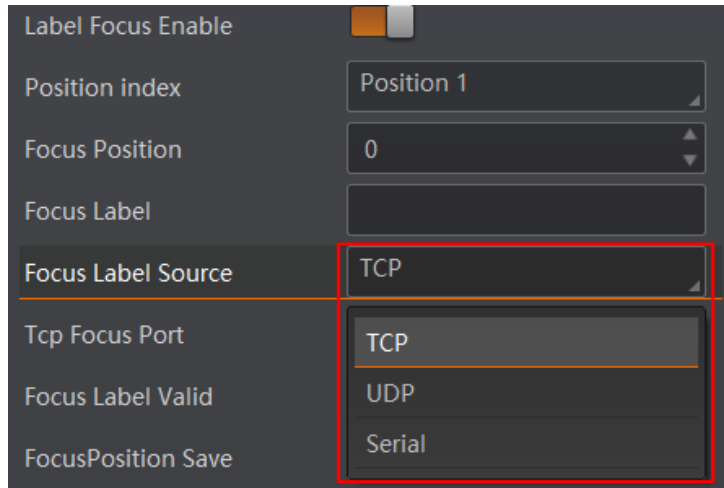 Label Focus Enable
Position index Position 1
Focus Position 0
Focus Label
Focus Label Source TCP
Tcp Focus Port TCP
Focus Label Valid UDP
FocusPosition Save Serial